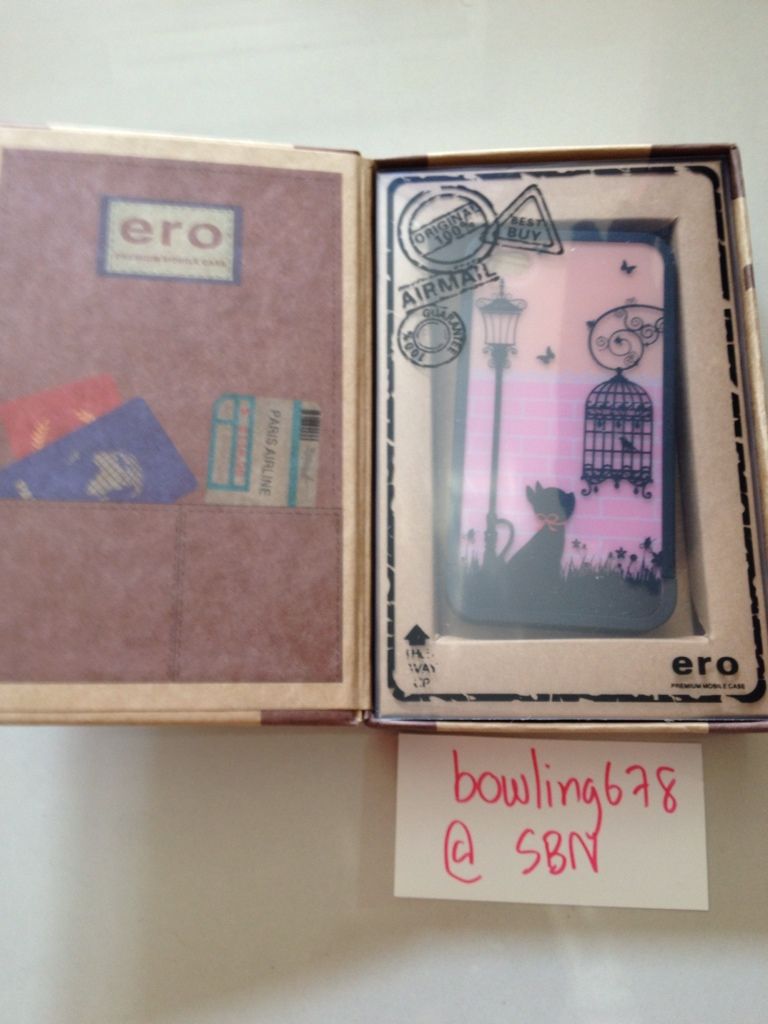 ero
PREMIUM MOBILE CASE
PARIS AIRLINE
ORIGINAL
100%
BEST
BUY
AIRMAIL
GUARANTEE
100%
THIS
WAY
UP
ero
PREMIUM MOBILE CASE
bowling678
@ SBN